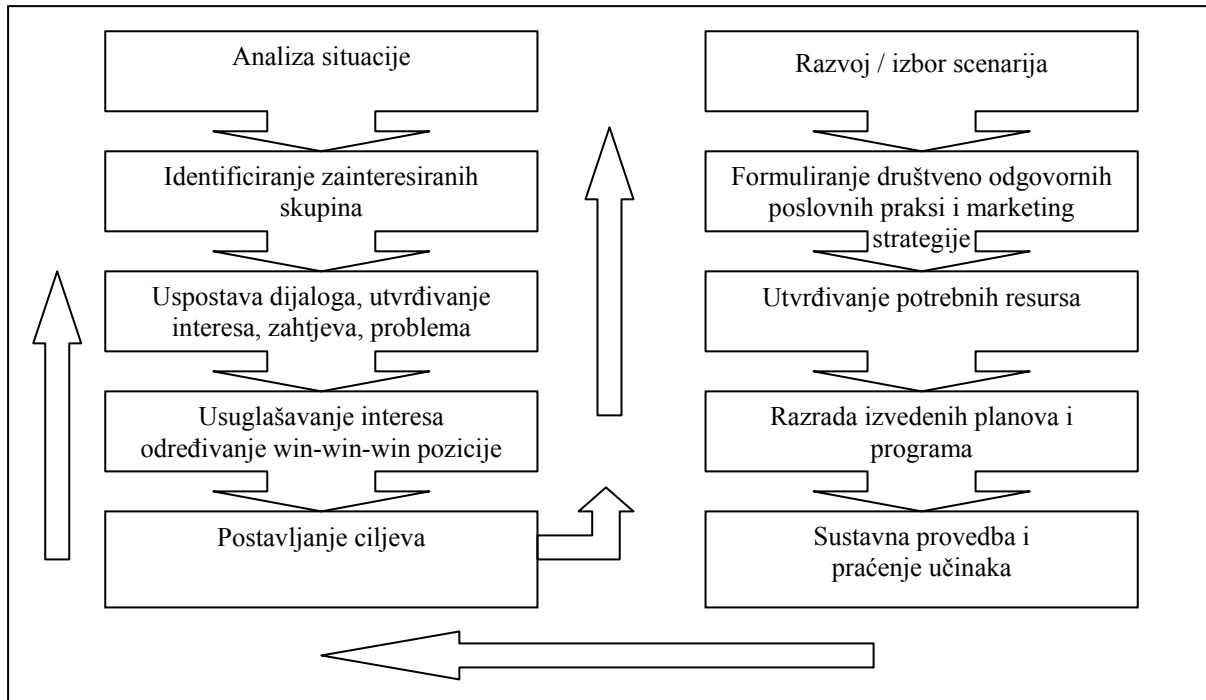 Analiza situacije
Identificiranje zainteresiranih
skupina
Uspostava dijaloga, utvrđivanje
interesa, zahtjeva, problema
Usuglašavanje interesa
određivanje win-win-win pozicije
Postavljanje ciljeva
Razvoj / izbor scenarija
Formuliranje društveno odgovornih
poslovnih praksi i marketing
strategije
Utvrđivanje potrebnih resursa
Razrada izvedenih planova i
programa
Sustavna provedba i
praćenje učinaka